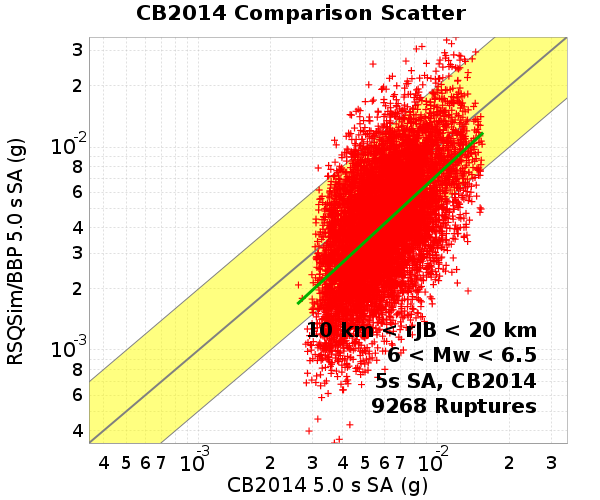 CB2014 Comparison Scatter
RSQSim/BBP 5.0 s SA (g)
3
2
10-2
8
6
4
3
2
10-3
8
6
4
10 km < rJB < 20 km
6 < Mw < 6.5
5s SA, CB2014
9268 Ruptures
4 5 6 7 10-3 2 3 4 5 6 7 10-2 2 3
CB2014 5.0 s SA (g)